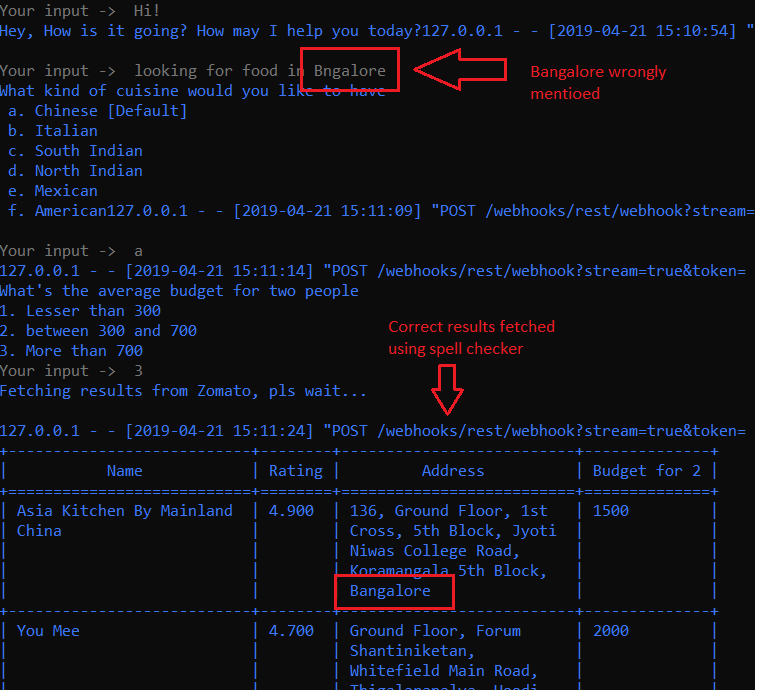 Your input -> Hi!
Hey, How is it going? How may I help you today?127.0.0.1 - - [2019-04-21 15:10:54] "
Your input -> looking for food in Bngalore
Bangalore wrongly
mentioed
What kind of cuisine would you like to have
a. Chinese [Default]
b. Italian
c. South Indian
d. North Indian
e. Mexican
f. American127.0.0.1 - - [2019-04-21 15:11:09] "POST /webhooks/rest/webhook?stream=
Your input -> a
127.0.0.1 - - [2019-04-21 15:11:14] "POST /webhooks/rest/webhook?stream=true&token=
What's the average budget for two people
1. Lesser than 300
2. between 300 and 700
3. More than 700
Correct results fetched
using spell checker
Your input -> 3
Fetching results from Zomato, pls wait...
127.0.0.1 - - [2019-04-21 15:11:24] "POST /webhooks/rest/webhook?stream=true&token=
| Name | Rating | Address | Budget for 2 |
| Asia Kitchen By Mainland | 4.900 | 136, Ground Floor, 1st | 1500 |
| China | | Cross, 5th Block, Jyoti | |
| | | Niwas College Road, | |
| | | Koramangala 5th Block, | |
| | | Bangalore | |
| You Mee | 4.700 | Ground Floor, Forum | 2000 |
| | | Shantiniketan, | |
| | | Whitefield Main Road, | |